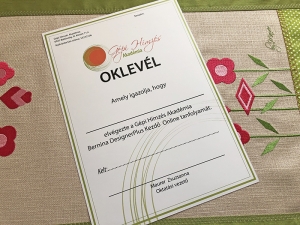 Gépi Hímzés
Akadémia
OKLEVÉL
Amely igazolja, hogy
elvégezte a Gépi Hímzés Akadémia
Bernina DesignerPlus Kezdő Online tanfolyamát.
Kelt:
Maurer Zsuzsanna
Oktatási vezető